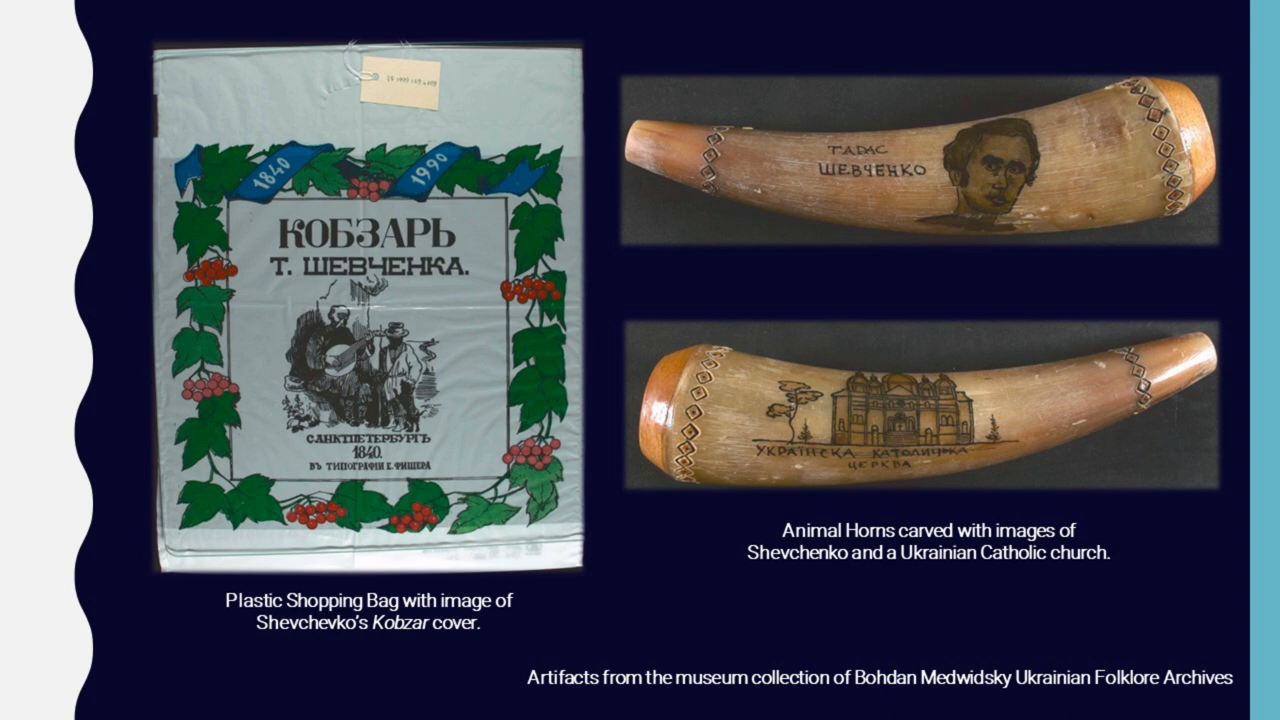 1840
1990
КОБЗАРЬ
Т. ШЕВЧЕНКА.
САНКТПЕТЕРБУРГЪ
1840.
ВЪ ТИПОГРАФІИ Е. ФИШЕРА
Plastic Shopping Bag with image of
Shevchevko's Kobzar cover.
ТАРАС
ШЕВЧЕНКО
УКРАЇНСКА КАТОЛИЦЬКА
ЦЕРКВА
Animal Horns carved with images of
Shevchenko and a Ukrainian Catholic church.
Artifacts from the museum collection of Bohdan Medwidsky Ukrainian Folklore Archives